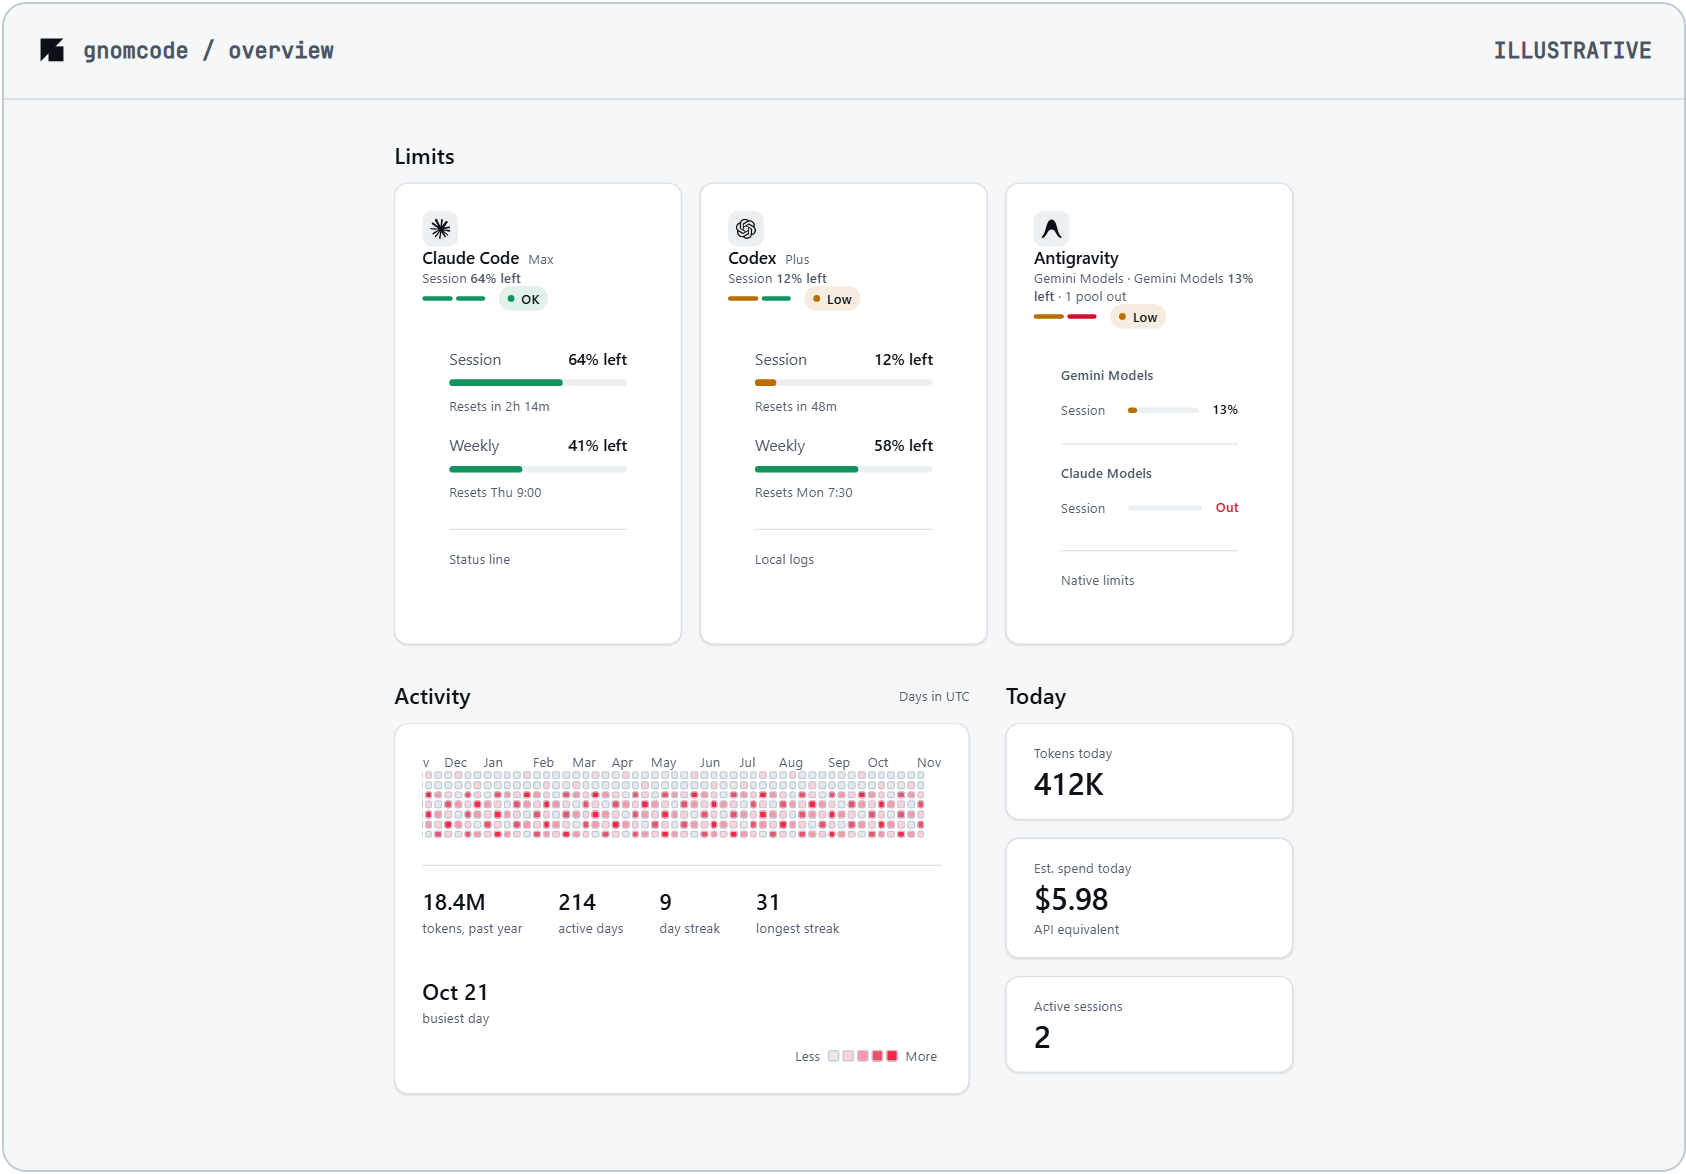 gnomcode / overview
ILLUSTRATIVE
Limits
Claude Code Max
Session 64% left
OK
Session 64% left
Resets in 2h 14m
Weekly 41% left
Resets Thu 9:00
Status line
Codex Plus
Session 12% left
Low
Session 12% left
Resets in 48m
Weekly 58% left
Resets Mon 7:30
Local logs
Antigravity
Gemini Models · Gemini Models 13%
left · 1 pool out
Low
Gemini Models
Session 13%
Claude Models
Session Out
Native limits
Activity
Days in UTC
v Dec Jan Feb Mar Apr May Jun Jul Aug Sep Oct Nov
18.4M 214 9 31
tokens, past year active days day streak longest streak
Oct 21
busiest day
Less More
Today
Tokens today
412K
Est. spend today
$5.98
API equivalent
Active sessions
2